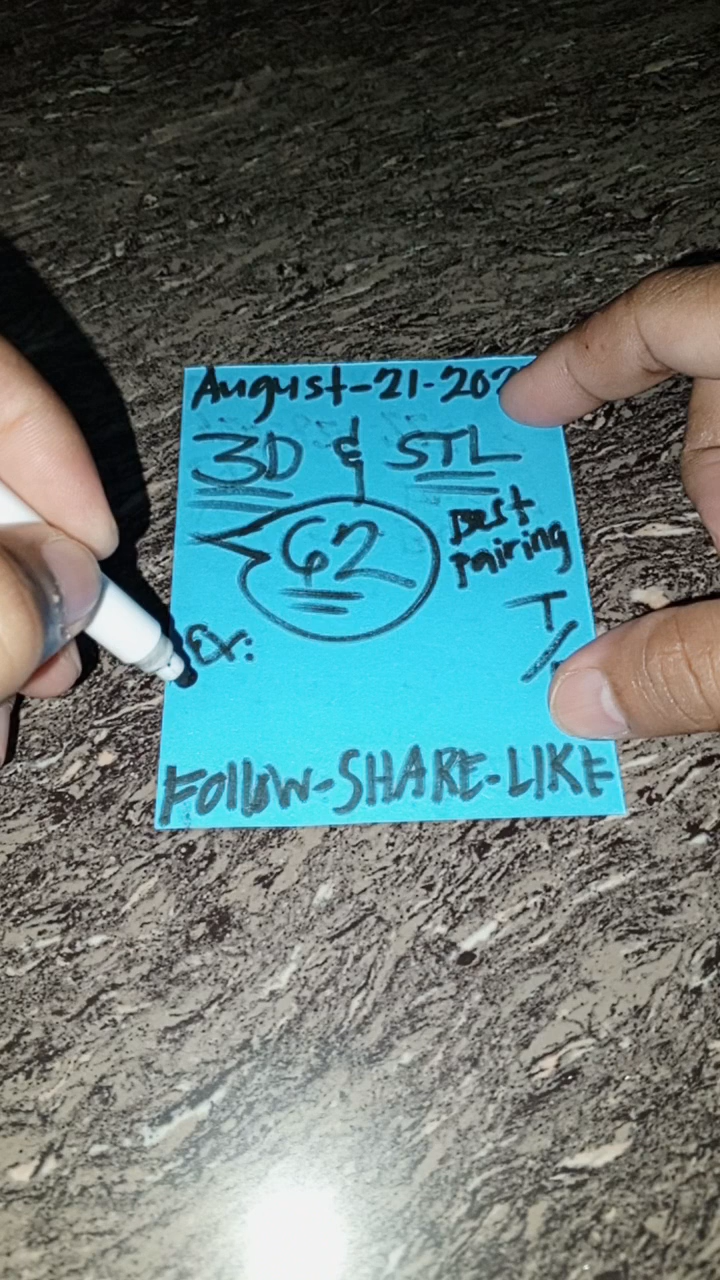 August-21-202
3D & STL
62
Best
pairing
T/
Ex:
Follow-SHARE-LIKE